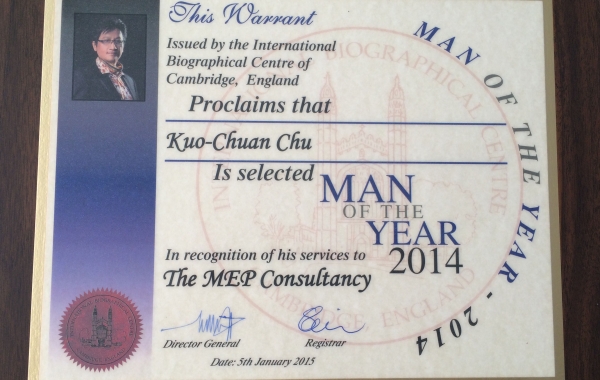 This Warrant
Issued by the International
Biographical Centre of
Cambridge, England
Proclaims that
Kuo-Chuan Chu
Is selected
MAN
OF THE
YEAR
2014
In recognition of his services to
The MEP Consultancy
Director General
Registrar
Date: 5th January 2015
MAN OF THE YEAR - 2014